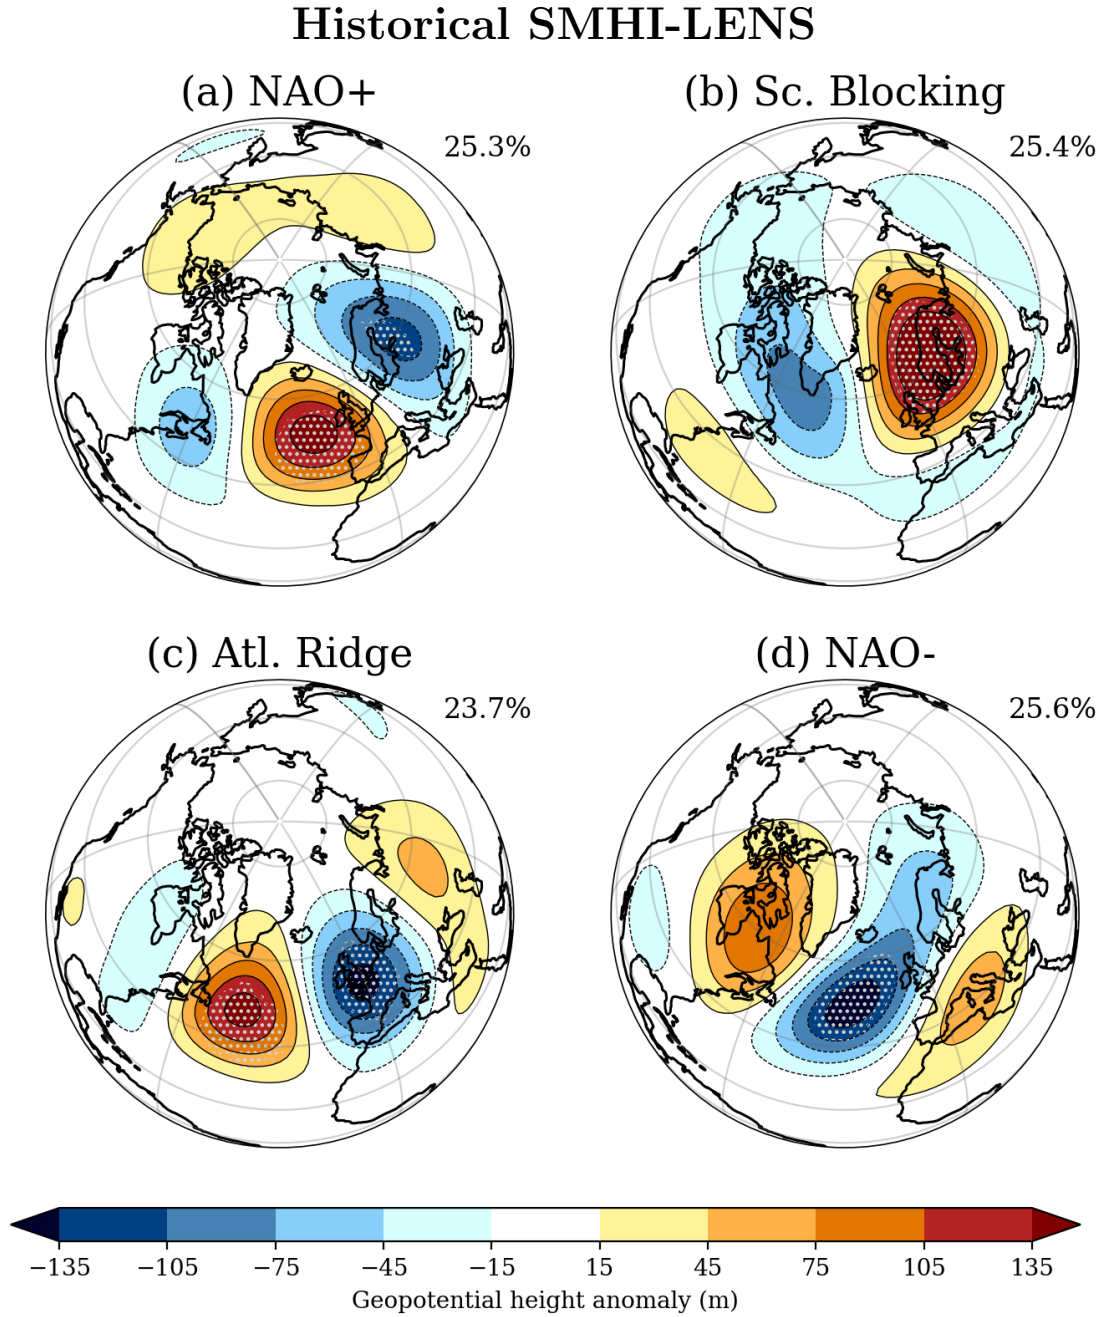 Historical SMHI-LENS
(a) NAO+
(b) Sc. Blocking
25.3%
25.4%
(c) Atl. Ridge
(d) NAO-
23.7%
25.6%
−135 −105 −75 −45 −15 15 45 75 105 135
Geopotential height anomaly (m)